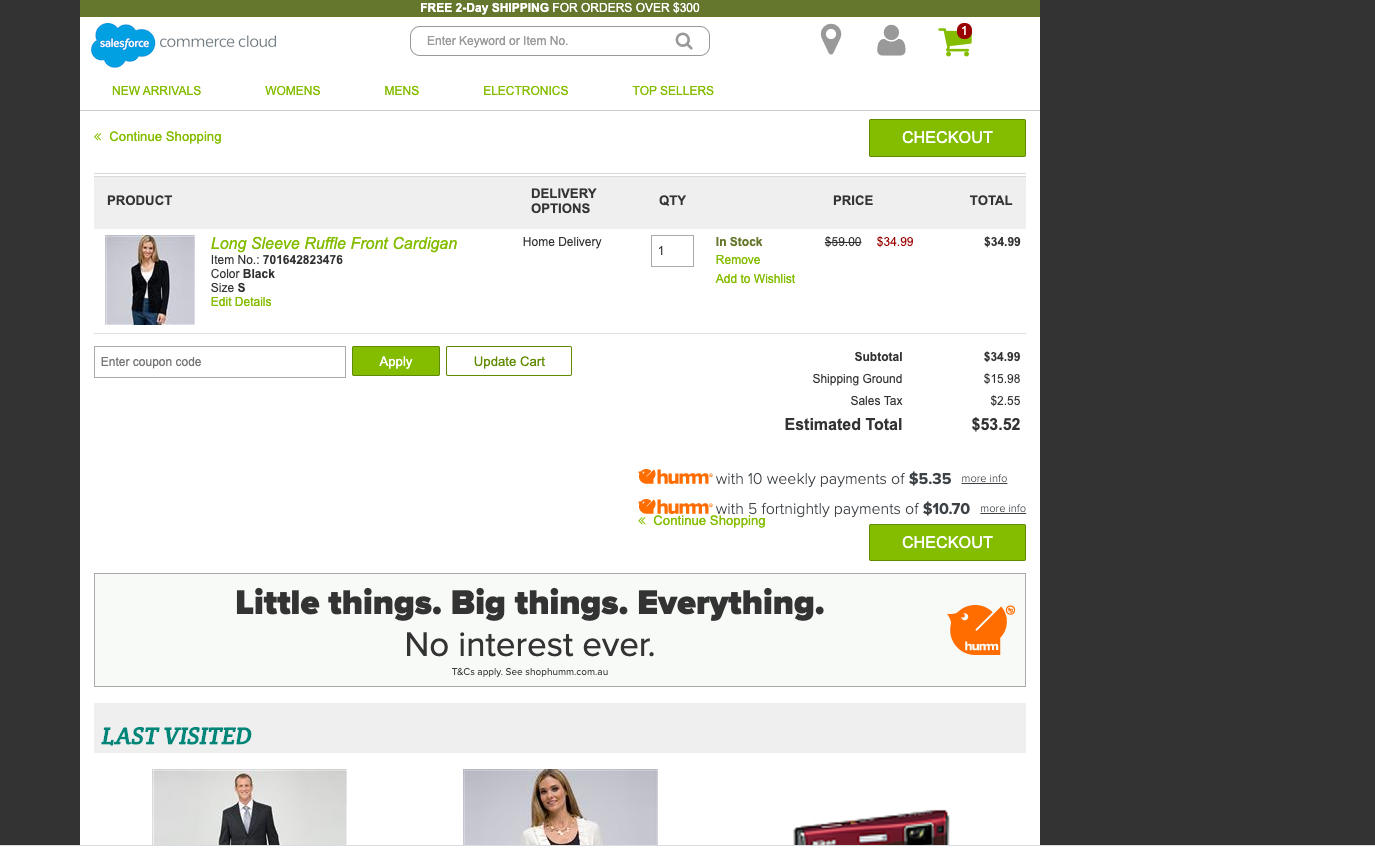 FREE 2-Day SHIPPING FOR ORDERS OVER $300
salesforce commerce cloud
Enter Keyword or Item No.
1
NEW ARRIVALS WOMENS MENS ELECTRONICS TOP SELLERS
« Continue Shopping
CHECKOUT
PRODUCT DELIVERY OPTIONS QTY PRICE TOTAL
Long Sleeve Ruffle Front Cardigan
Item No.: 701642823476
Color Black
Size S
Edit Details
Home Delivery
1
In Stock
Remove
Add to Wishlist
$59.00 $34.99
$34.99
Enter coupon code
Apply
Update Cart
Subtotal $34.99
Shipping Ground $15.98
Sales Tax $2.55
Estimated Total $53.52
humm® with 10 weekly payments of $5.35 more info
humm® with 5 fortnightly payments of $10.70 more info
« Continue Shopping
CHECKOUT
Little things. Big things. Everything.
No interest ever.
T&Cs apply. See shophumm.com.au
humm
LAST VISITED